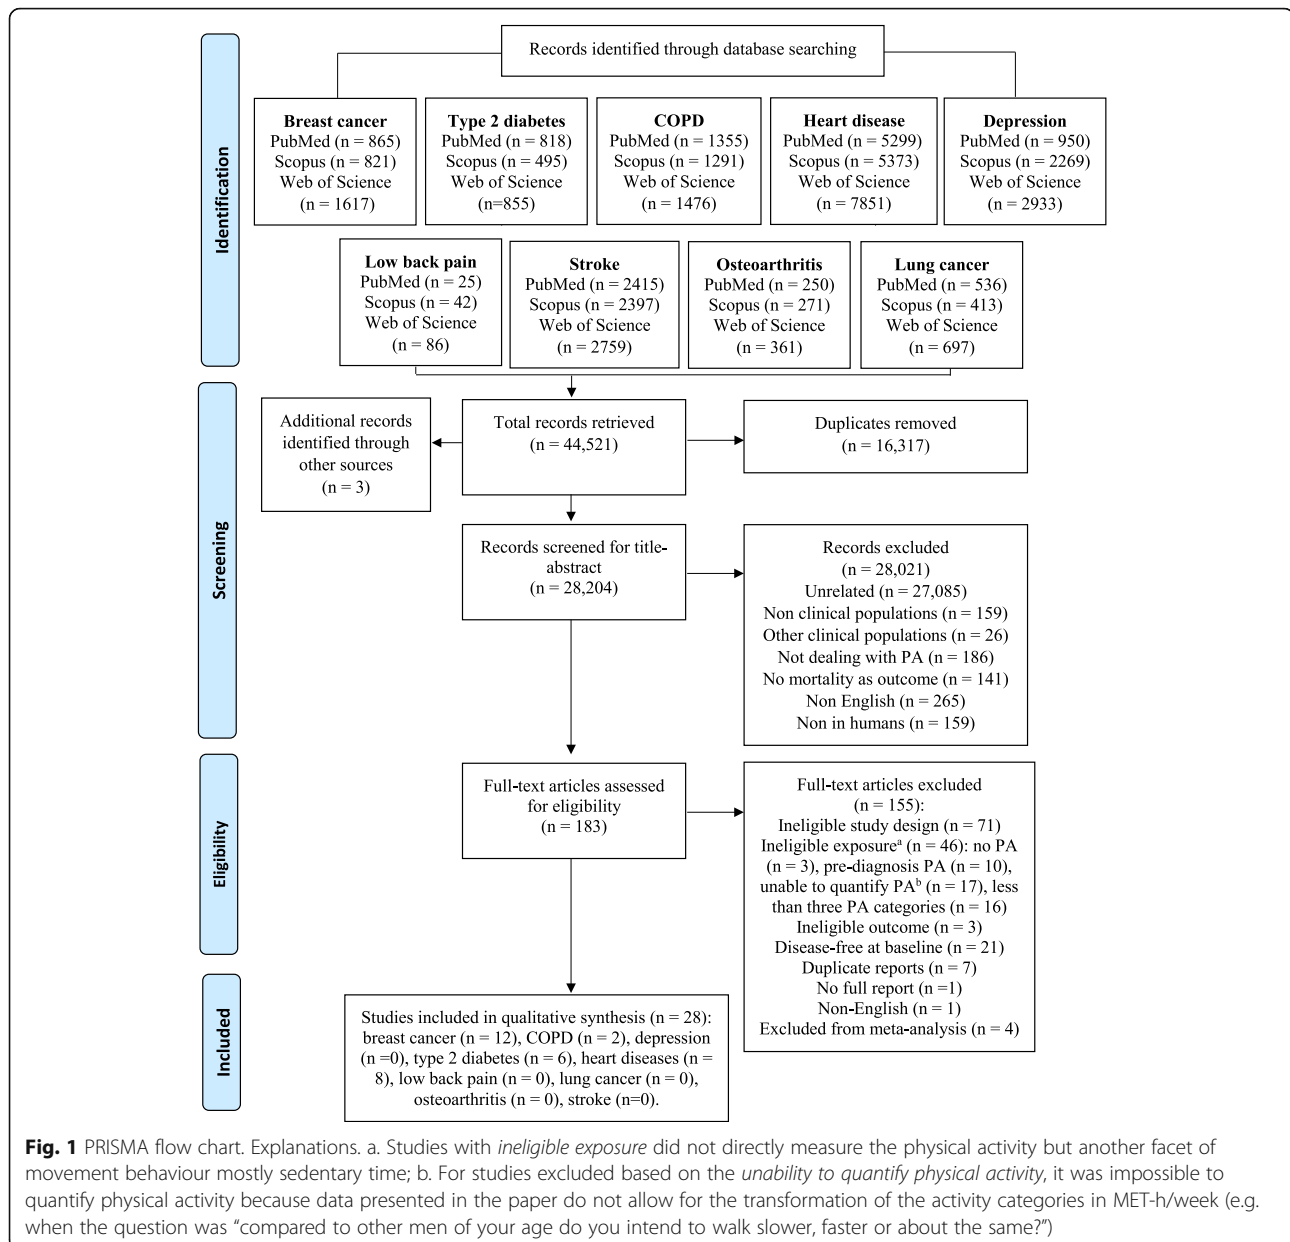 Records identified through database searching
Identification
Breast cancer
PubMed (n = 865)
Scopus (n = 821)
Web of Science
(n = 1617)
Type 2 diabetes
PubMed (n = 818)
Scopus (n = 495)
Web of Science
(n=855)
COPD
PubMed (n = 1355)
Scopus (n = 1291)
Web of Science
(n = 1476)
Heart disease
PubMed (n = 5299)
Scopus (n = 5373)
Web of Science
(n = 7851)
Depression
PubMed (n = 950)
Scopus (n = 2269)
Web of Science
(n = 2933)
Low back pain
PubMed (n = 25)
Scopus (n = 42)
Web of Science
(n = 86)
Stroke
PubMed (n = 2415)
Scopus (n = 2397)
Web of Science
(n = 2759)
Osteoarthritis
PubMed (n = 250)
Scopus (n = 271)
Web of Science
(n = 361)
Lung cancer
PubMed (n = 536)
Scopus (n = 413)
Web of Science
(n = 697)
Screening
Additional records
identified through
other sources
(n = 3)
Total records retrieved
(n = 44,521)
Duplicates removed
(n = 16,317)
Records screened for title-
abstract
(n = 28,204)
Records excluded
(n = 28,021)
Unrelated (n = 27,085)
Non clinical populations (n = 159)
Other clinical populations (n = 26)
Not dealing with PA (n = 186)
No mortality as outcome (n = 141)
Non English (n = 265)
Non in humans (n = 159)
Eligibility
Full-text articles assessed
for eligibility
(n = 183)
Full-text articles excluded
(n = 155):
Ineligible study design (n = 71)
Ineligible exposureᵃ (n = 46): no PA
(n = 3), pre-diagnosis PA (n = 10),
unable to quantify PAᵇ (n = 17), less
than three PA categories (n = 16)
Ineligible outcome (n = 3)
Disease-free at baseline (n = 21)
Duplicate reports (n = 7)
No full report (n =1)
Non-English (n = 1)
Excluded from meta-analysis (n = 4)
Included
Studies included in qualitative synthesis (n = 28):
breast cancer (n = 12), COPD (n = 2), depression
(n =0), type 2 diabetes (n = 6), heart diseases (n =
8), low back pain (n = 0), lung cancer (n = 0),
osteoarthritis (n = 0), stroke (n=0).
Fig. 1 PRISMA flow chart. Explanations. a. Studies with ineligible exposure did not directly measure the physical activity but another facet of
movement behaviour mostly sedentary time; b. For studies excluded based on the unability to quantify physical activity, it was impossible to
quantify physical activity because data presented in the paper do not allow for the transformation of the activity categories in MET-h/week (e.g.
when the question was “compared to other men of your age do you intend to walk slower, faster or about the same?”)